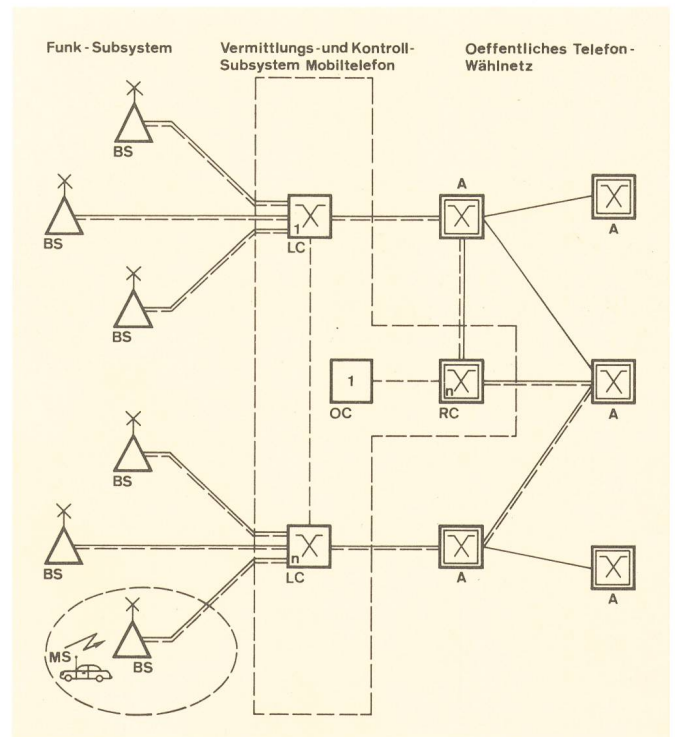 Funk - Subsystem
Vermittlungs - und Kontroll-
Subsystem Mobiltelefon
Oeffentliches Telefon -
Wählnetz
BS
BS
BS
1
LC
A
A
1
OC
n
RC
A
BS
BS
n
LC
A
A
MS
BS